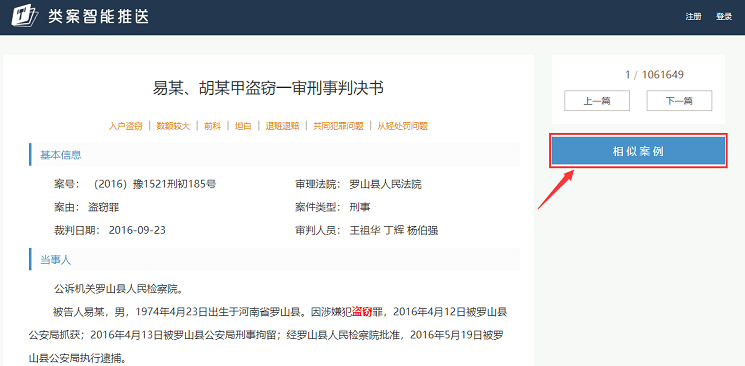 类案智能推送
注册 登录
易某、胡某甲盗窃一审刑事判决书
入户盗窃 | 数额较大 | 前科 | 坦白 | 退赃退赔 | 共同犯罪问题 | 从轻处罚问题
基本信息
案号： （2016）豫1521刑初185号 审理法院： 罗山县人民法院
案由： 盗窃罪 案件类型： 刑事
裁判日期： 2016-09-23 审判人员： 王祖华 丁辉 杨伯强
当事人
公诉机关罗山县人民检察院。
被告人易某，男，1974年4月23日出生于河南省罗山县。因涉嫌犯盗窃罪，2016年4月12日被罗山县
公安局抓获；2016年4月13日被罗山县公安局刑事拘留；经罗山县人民检察院批准，2016年5月19日被罗
山县公安局执行逮捕。
1 / 1061649
上一篇 下一篇
相似案例